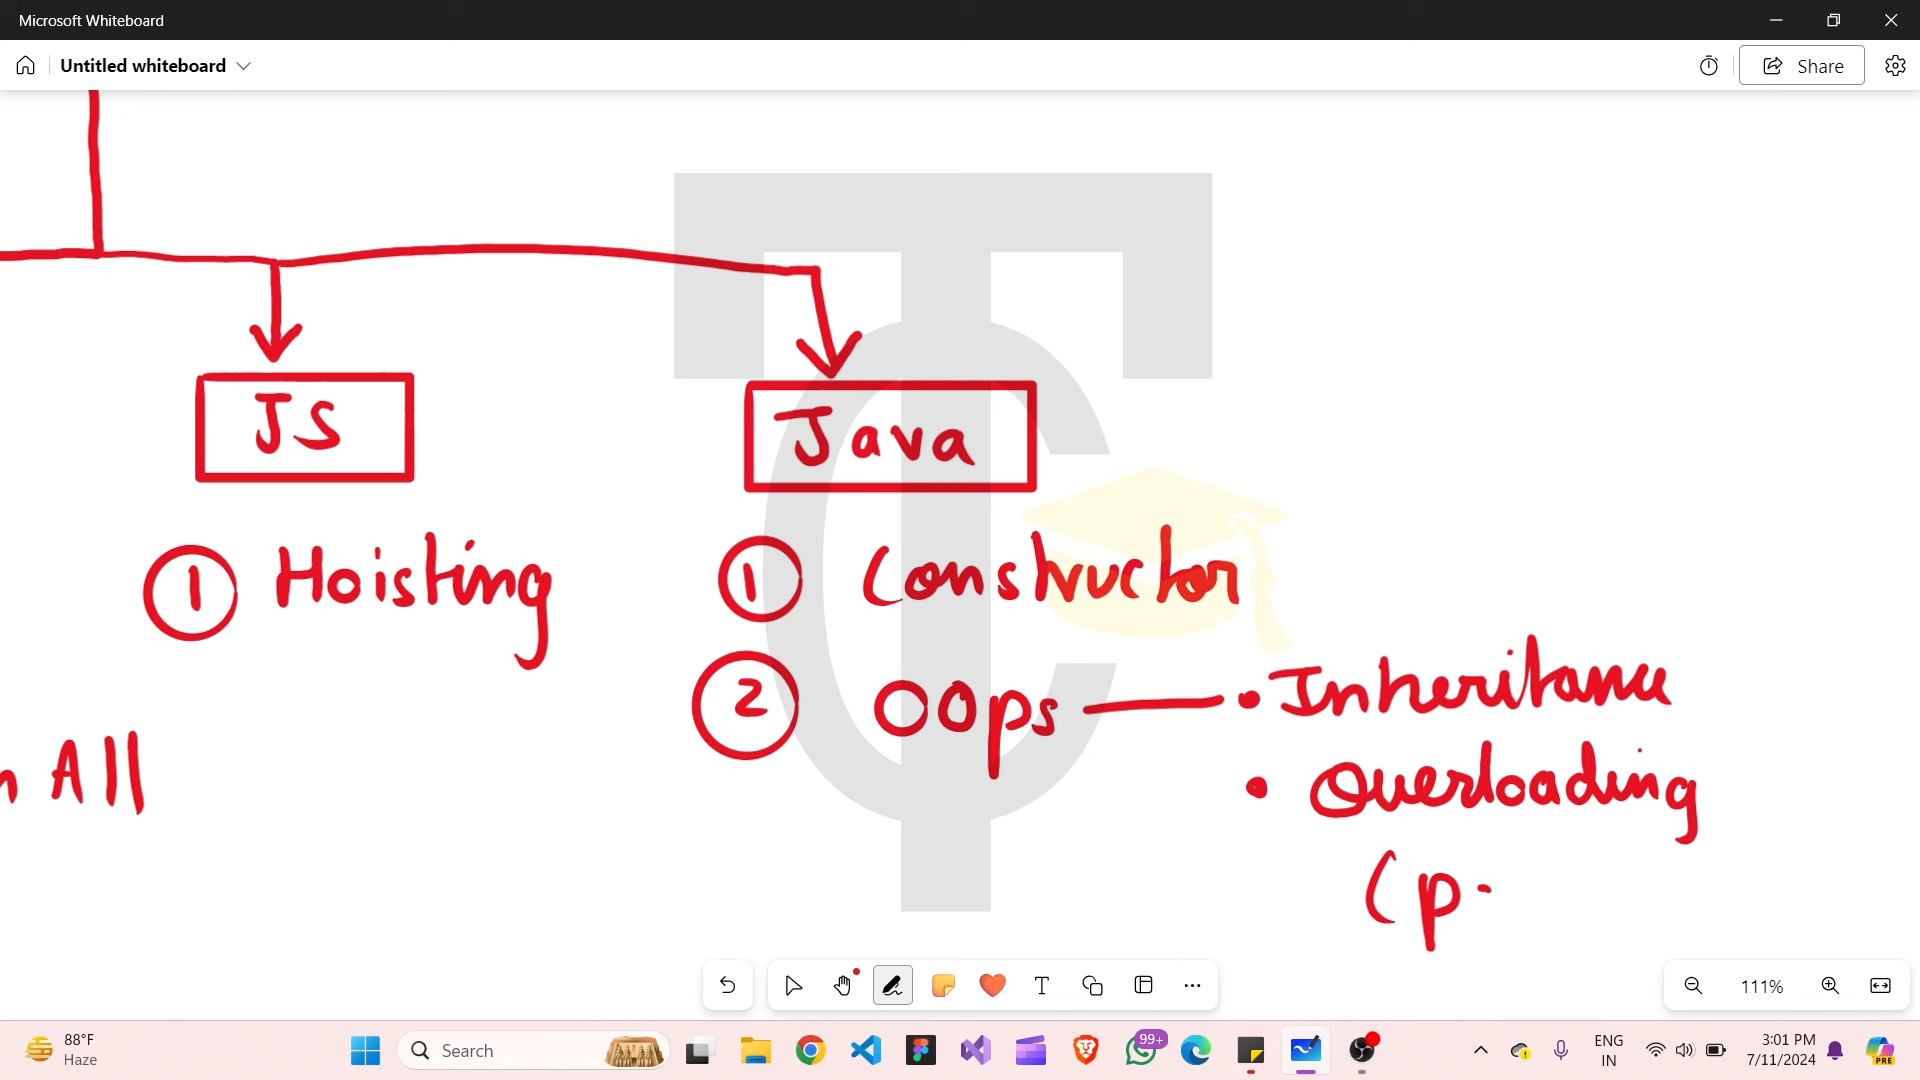 Microsoft Whiteboard
Untitled whiteboard
Share
JS
Java
① Hoisting
① Constructor
② OOps — • Inheritance
• Overloading
All
(p
111%
88°F
Haze
Search
99+
ENG
IN
3:01 PM
7/11/2024
PRE